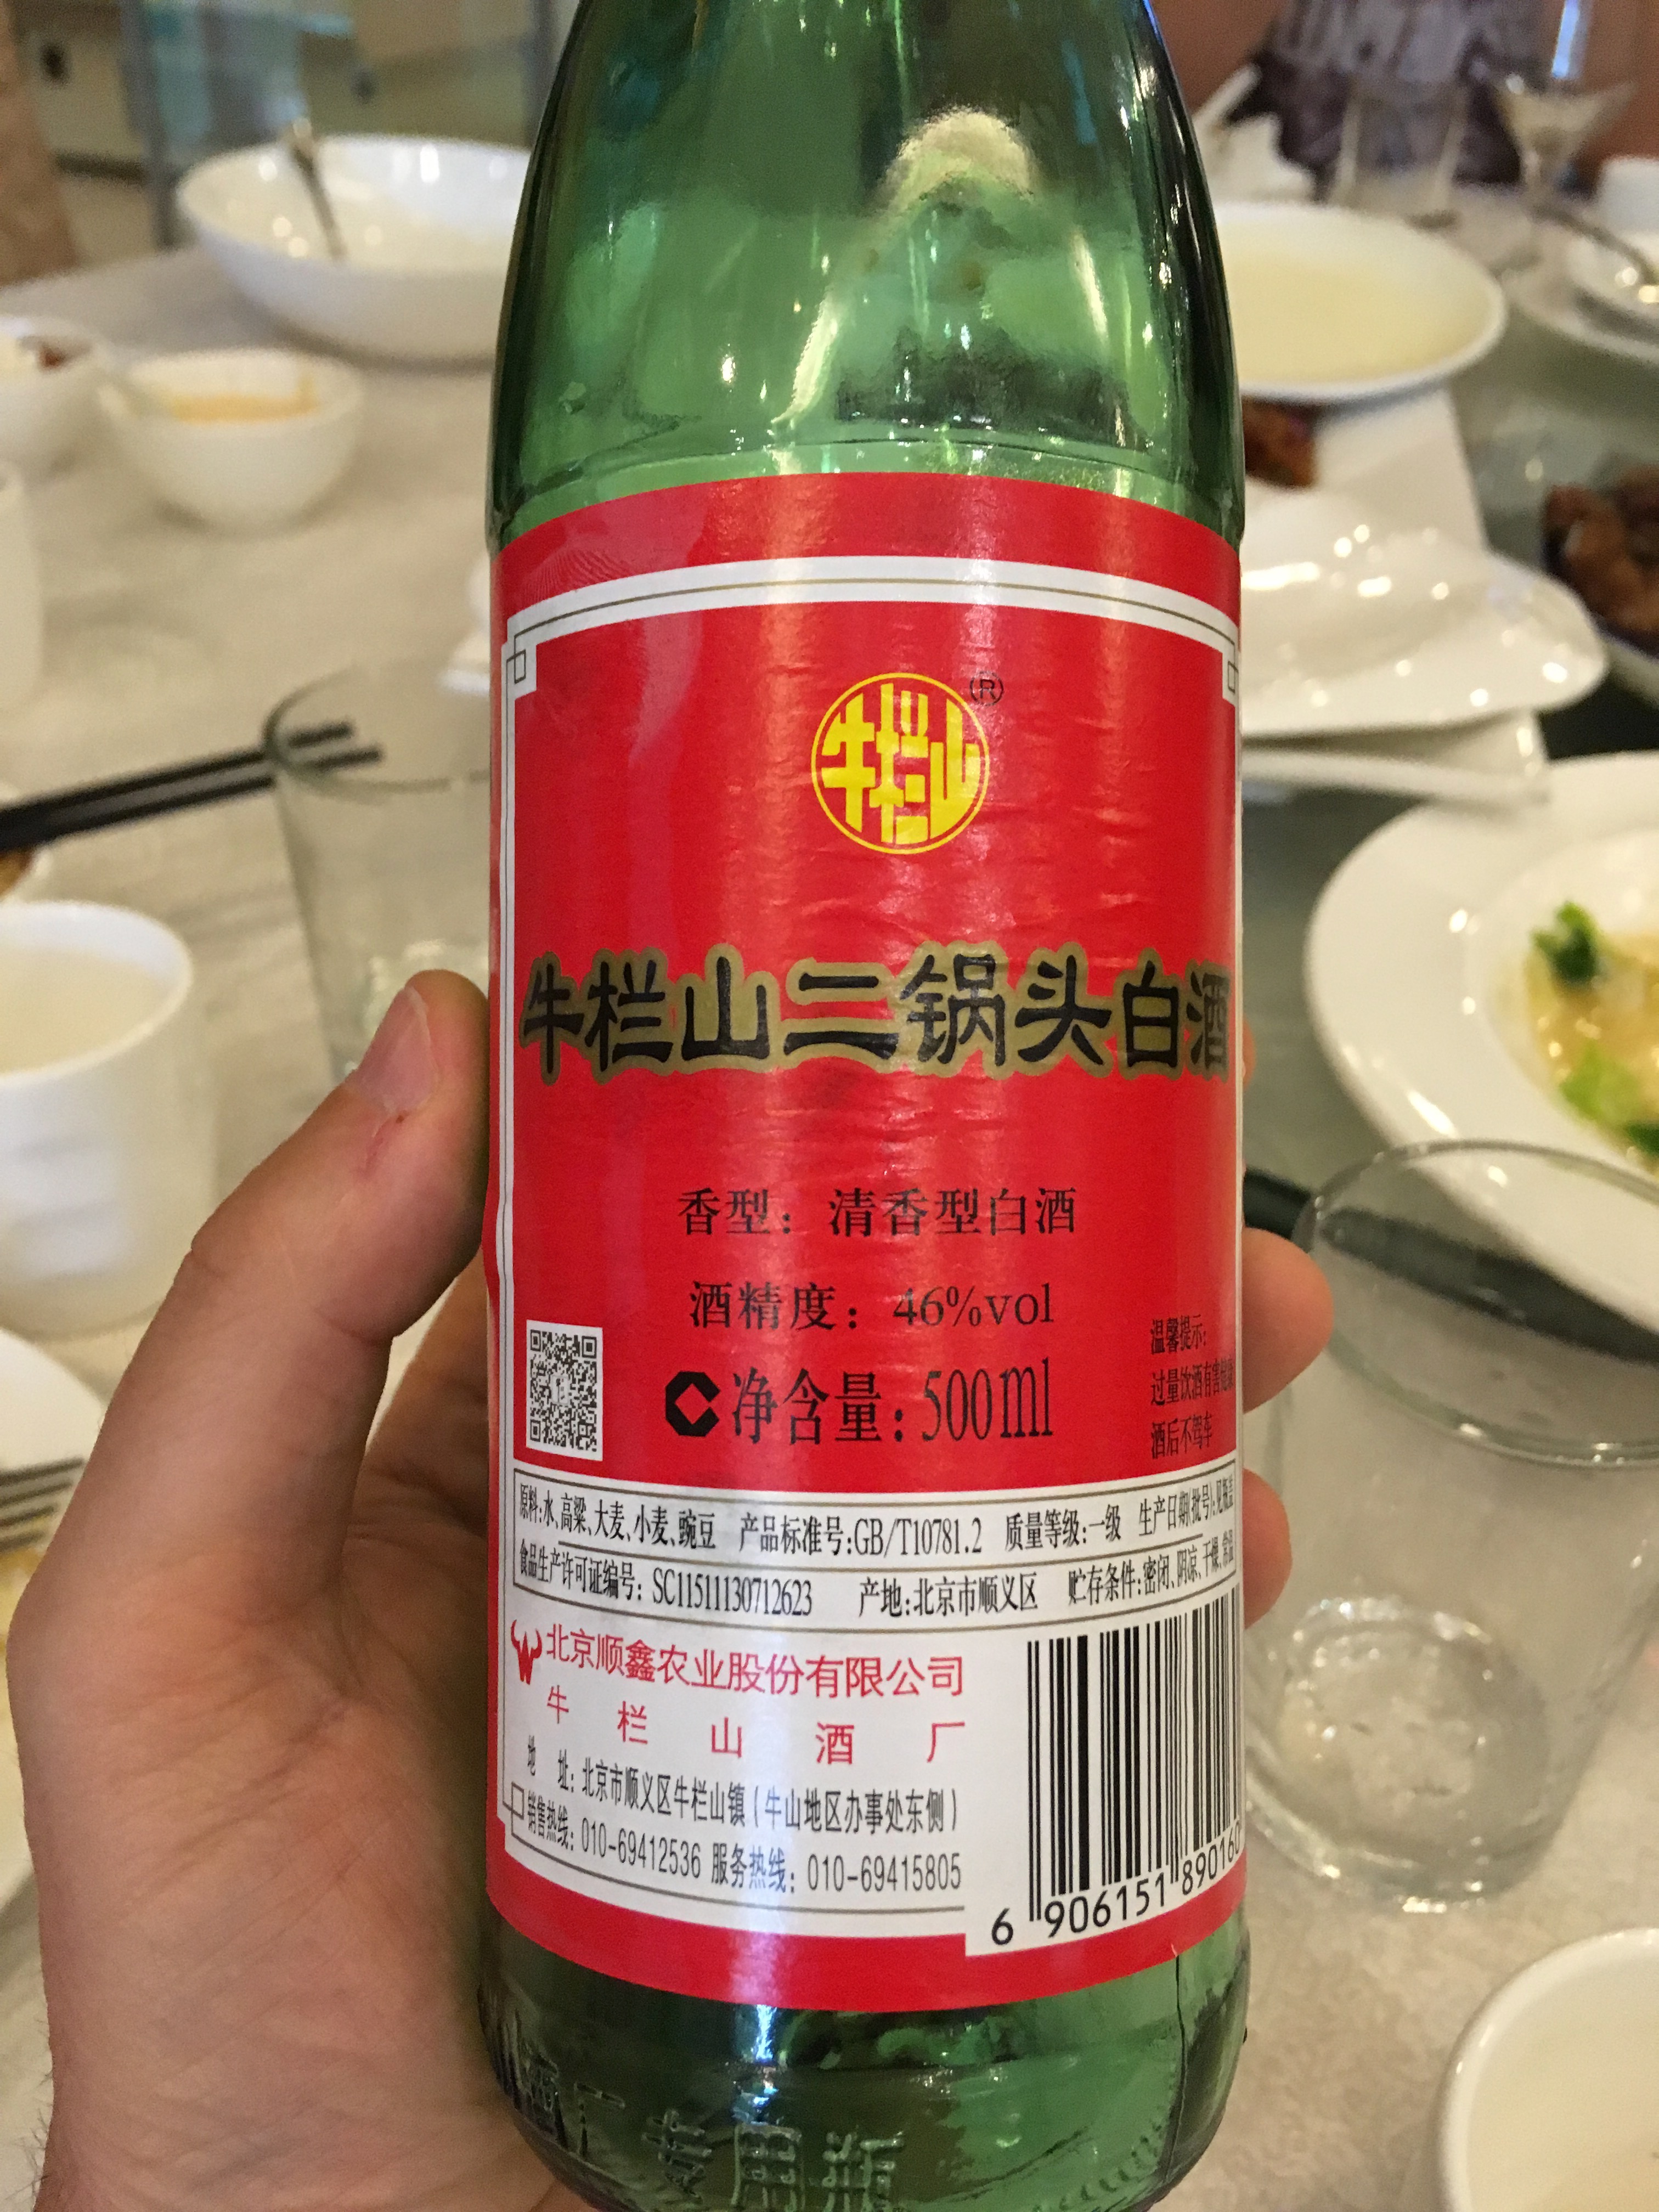 牛栏山
®
牛栏山二锅头白酒
香型：清香型白酒
酒精度：46%vol
净含量：500ml
温馨提示：
过量饮酒有害健康
酒后不驾车
原料:水、高粱、大麦、小麦、豌豆 产品标准号:GB/T10781.2 质量等级:一级 生产日期(批号):见瓶盖
食品生产许可证编号：SC11511130712623 产地:北京市顺义区 贮存条件:密闭、阴凉、干燥、常温
北京顺鑫农业股份有限公司
牛栏山酒厂
地 址：北京市顺义区牛栏山镇（牛山地区办事处东侧）
销售热线：010-69412536 服务热线：010-69415805
6 906151 890160
酒厂专用瓶